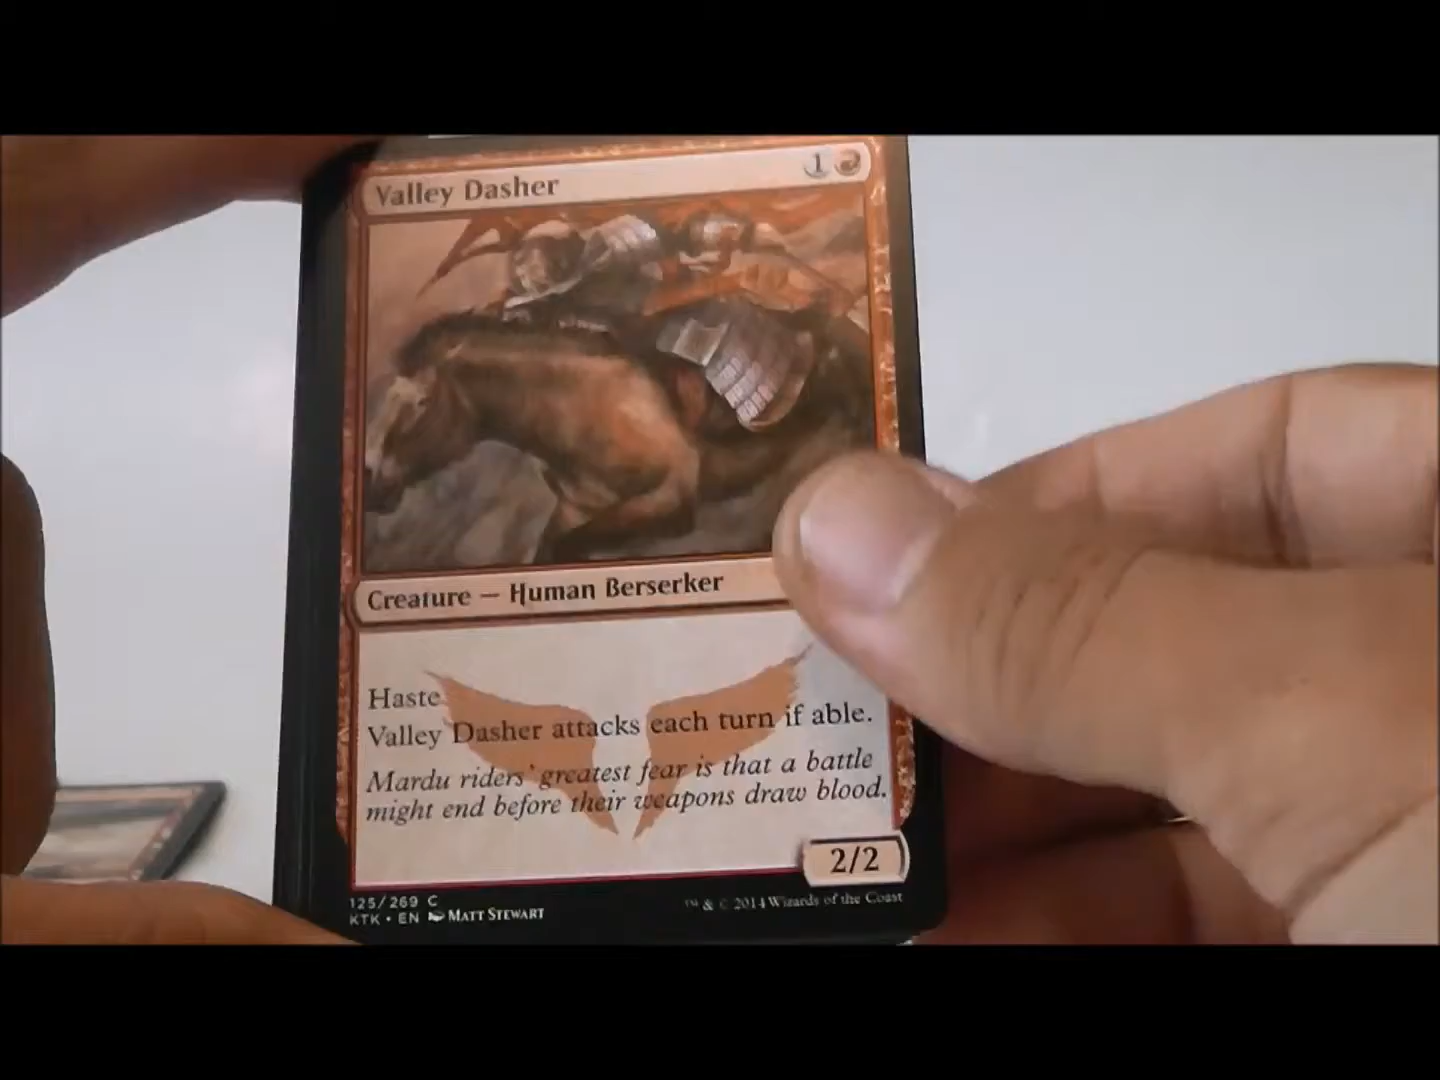 Valley Dasher
1
Creature — Human Berserker
Haste
Valley Dasher attacks each turn if able.
Mardu riders' greatest fear is that a battle
might end before their weapons draw blood.
2/2
125/269 C
KTK • EN MATT STEWART
™ & © 2014 Wizards of the Coast